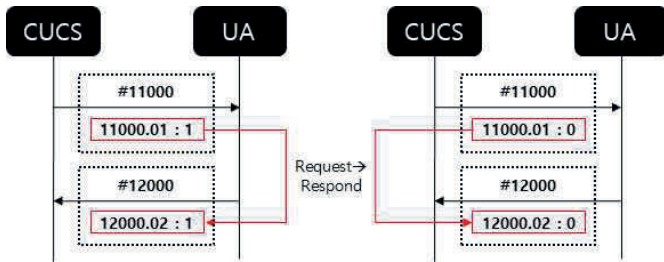 CUCS
UA
#11000
11000.01 : 1
#12000
12000.02 : 1
Request→
Respond
CUCS
UA
#11000
11000.01 : 0
#12000
12000.02 : 0